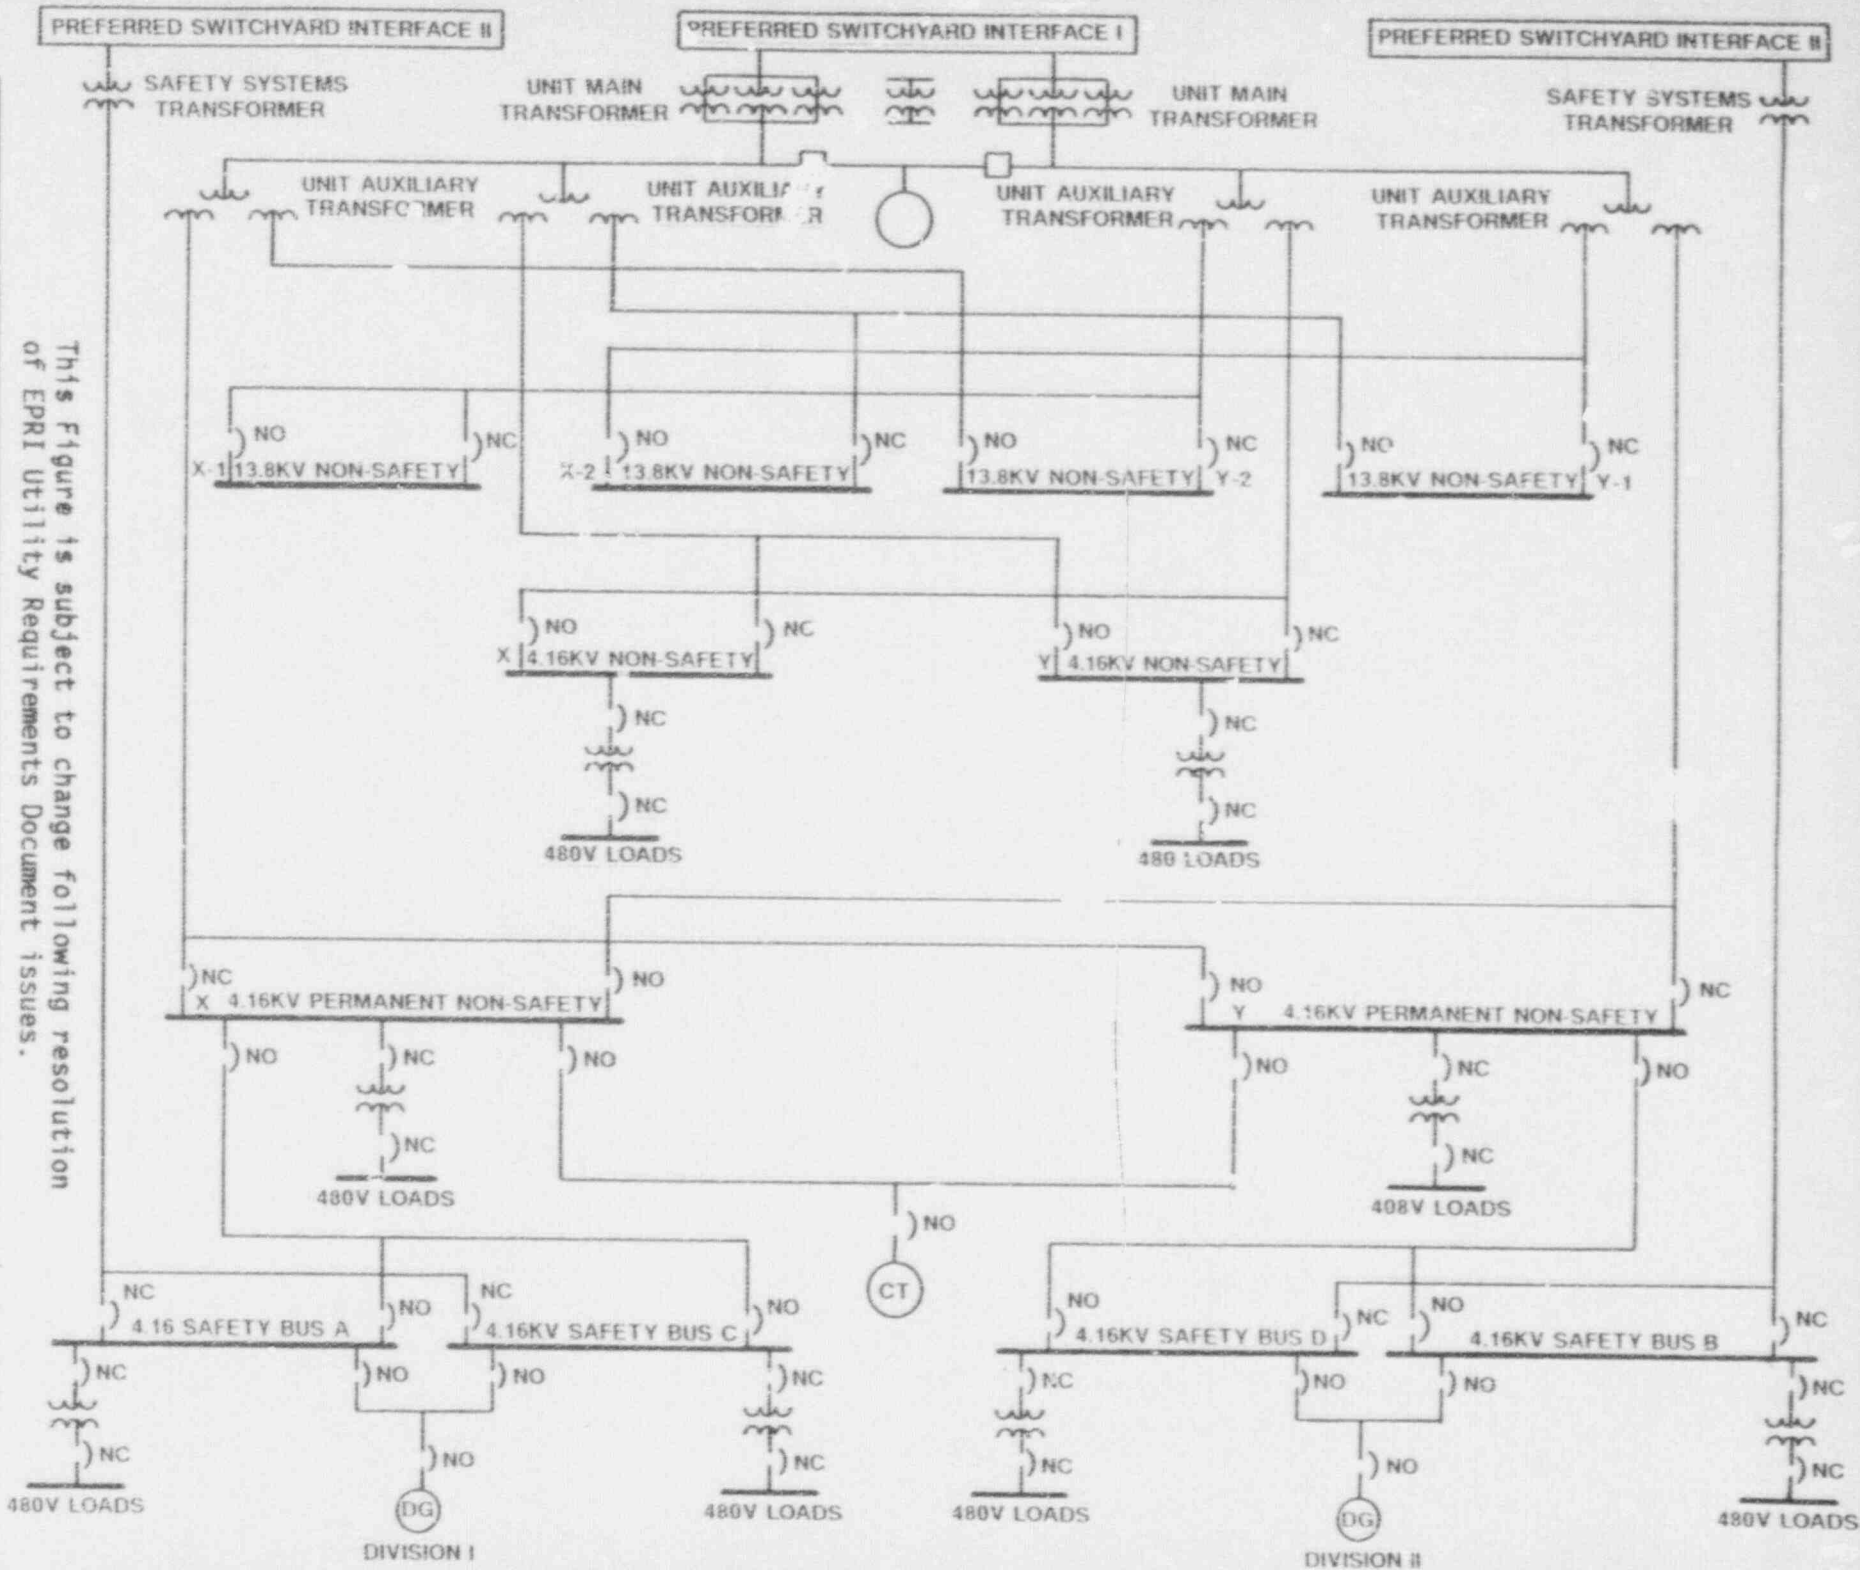 PREFERRED SWITCHYARD INTERFACE II
PREFERRED SWITCHYARD INTERFACE I
PREFERRED SWITCHYARD INTERFACE II
SAFETY SYSTEMS
TRANSFORMER
UNIT MAIN
TRANSFORMER
UNIT MAIN
TRANSFORMER
SAFETY SYSTEMS
TRANSFORMER
UNIT AUXILIARY
TRANSFORMER
UNIT AUXILIARY
TRANSFORMER
UNIT AUXILIARY
TRANSFORMER
UNIT AUXILIARY
TRANSFORMER
This Figure is subject to change following resolution
of EPRI Utility Requirements Document issues.
NO
NC
NO
NC
NO
NC
NO
NC
X-1 13.8KV NON-SAFETY
X-2 13.8KV NON-SAFETY
13.8KV NON-SAFETY Y-2
13.8KV NON-SAFETY Y-1
NO
NC
NO
NC
X 4.16KV NON-SAFETY
Y 4.16KV NON-SAFETY
NC
NC
NC
NC
480V LOADS
480 LOADS
NC
NO
NO
NC
X 4.16KV PERMANENT NON-SAFETY
Y 4.16KV PERMANENT NON-SAFETY
NO
NC
NO
NO
NC
NO
NC
NC
480V LOADS
408V LOADS
NO
CT
NC
NO
NC
NO
NO
NC
NO
NC
4.16 SAFETY BUS A
4.16KV SAFETY BUS C
4.16KV SAFETY BUS D
4.16KV SAFETY BUS B
NC
NO
NO
NC
NC
NO
NO
NC
NC
NO
NC
NC
NO
NC
480V LOADS
DG
480V LOADS
480V LOADS
DG
480V LOADS
DIVISION I
DIVISION II